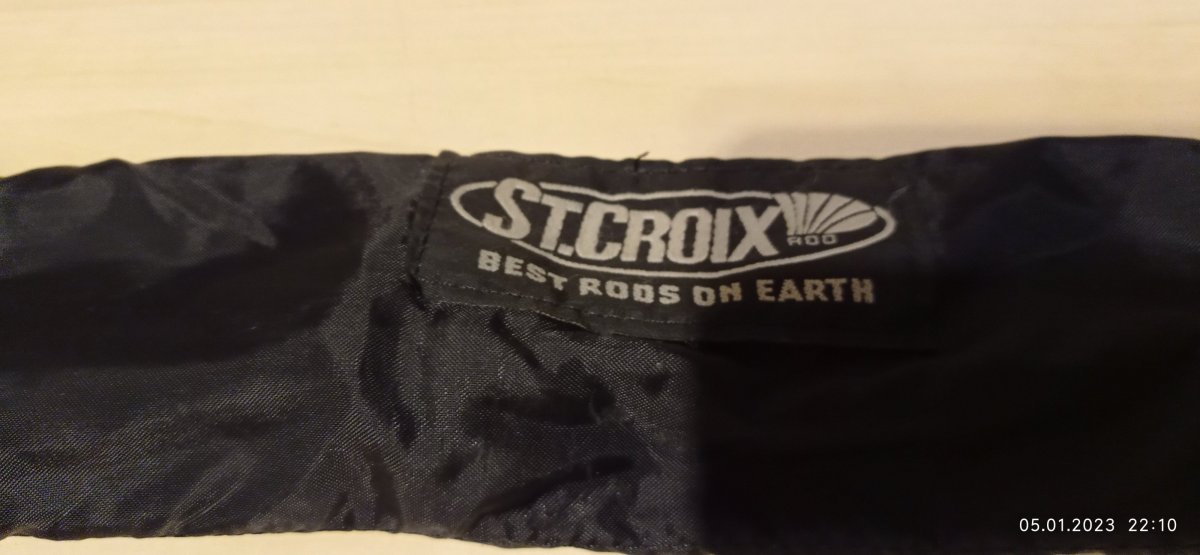 ST.CROIX
ROD
BEST RODS ON EARTH
05.01.2023 22:10